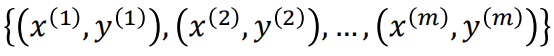 {(x⁽¹⁾, y⁽¹⁾), (x⁽²⁾, y⁽²⁾), …, (x⁽ᵐ⁾, y⁽ᵐ⁾)}